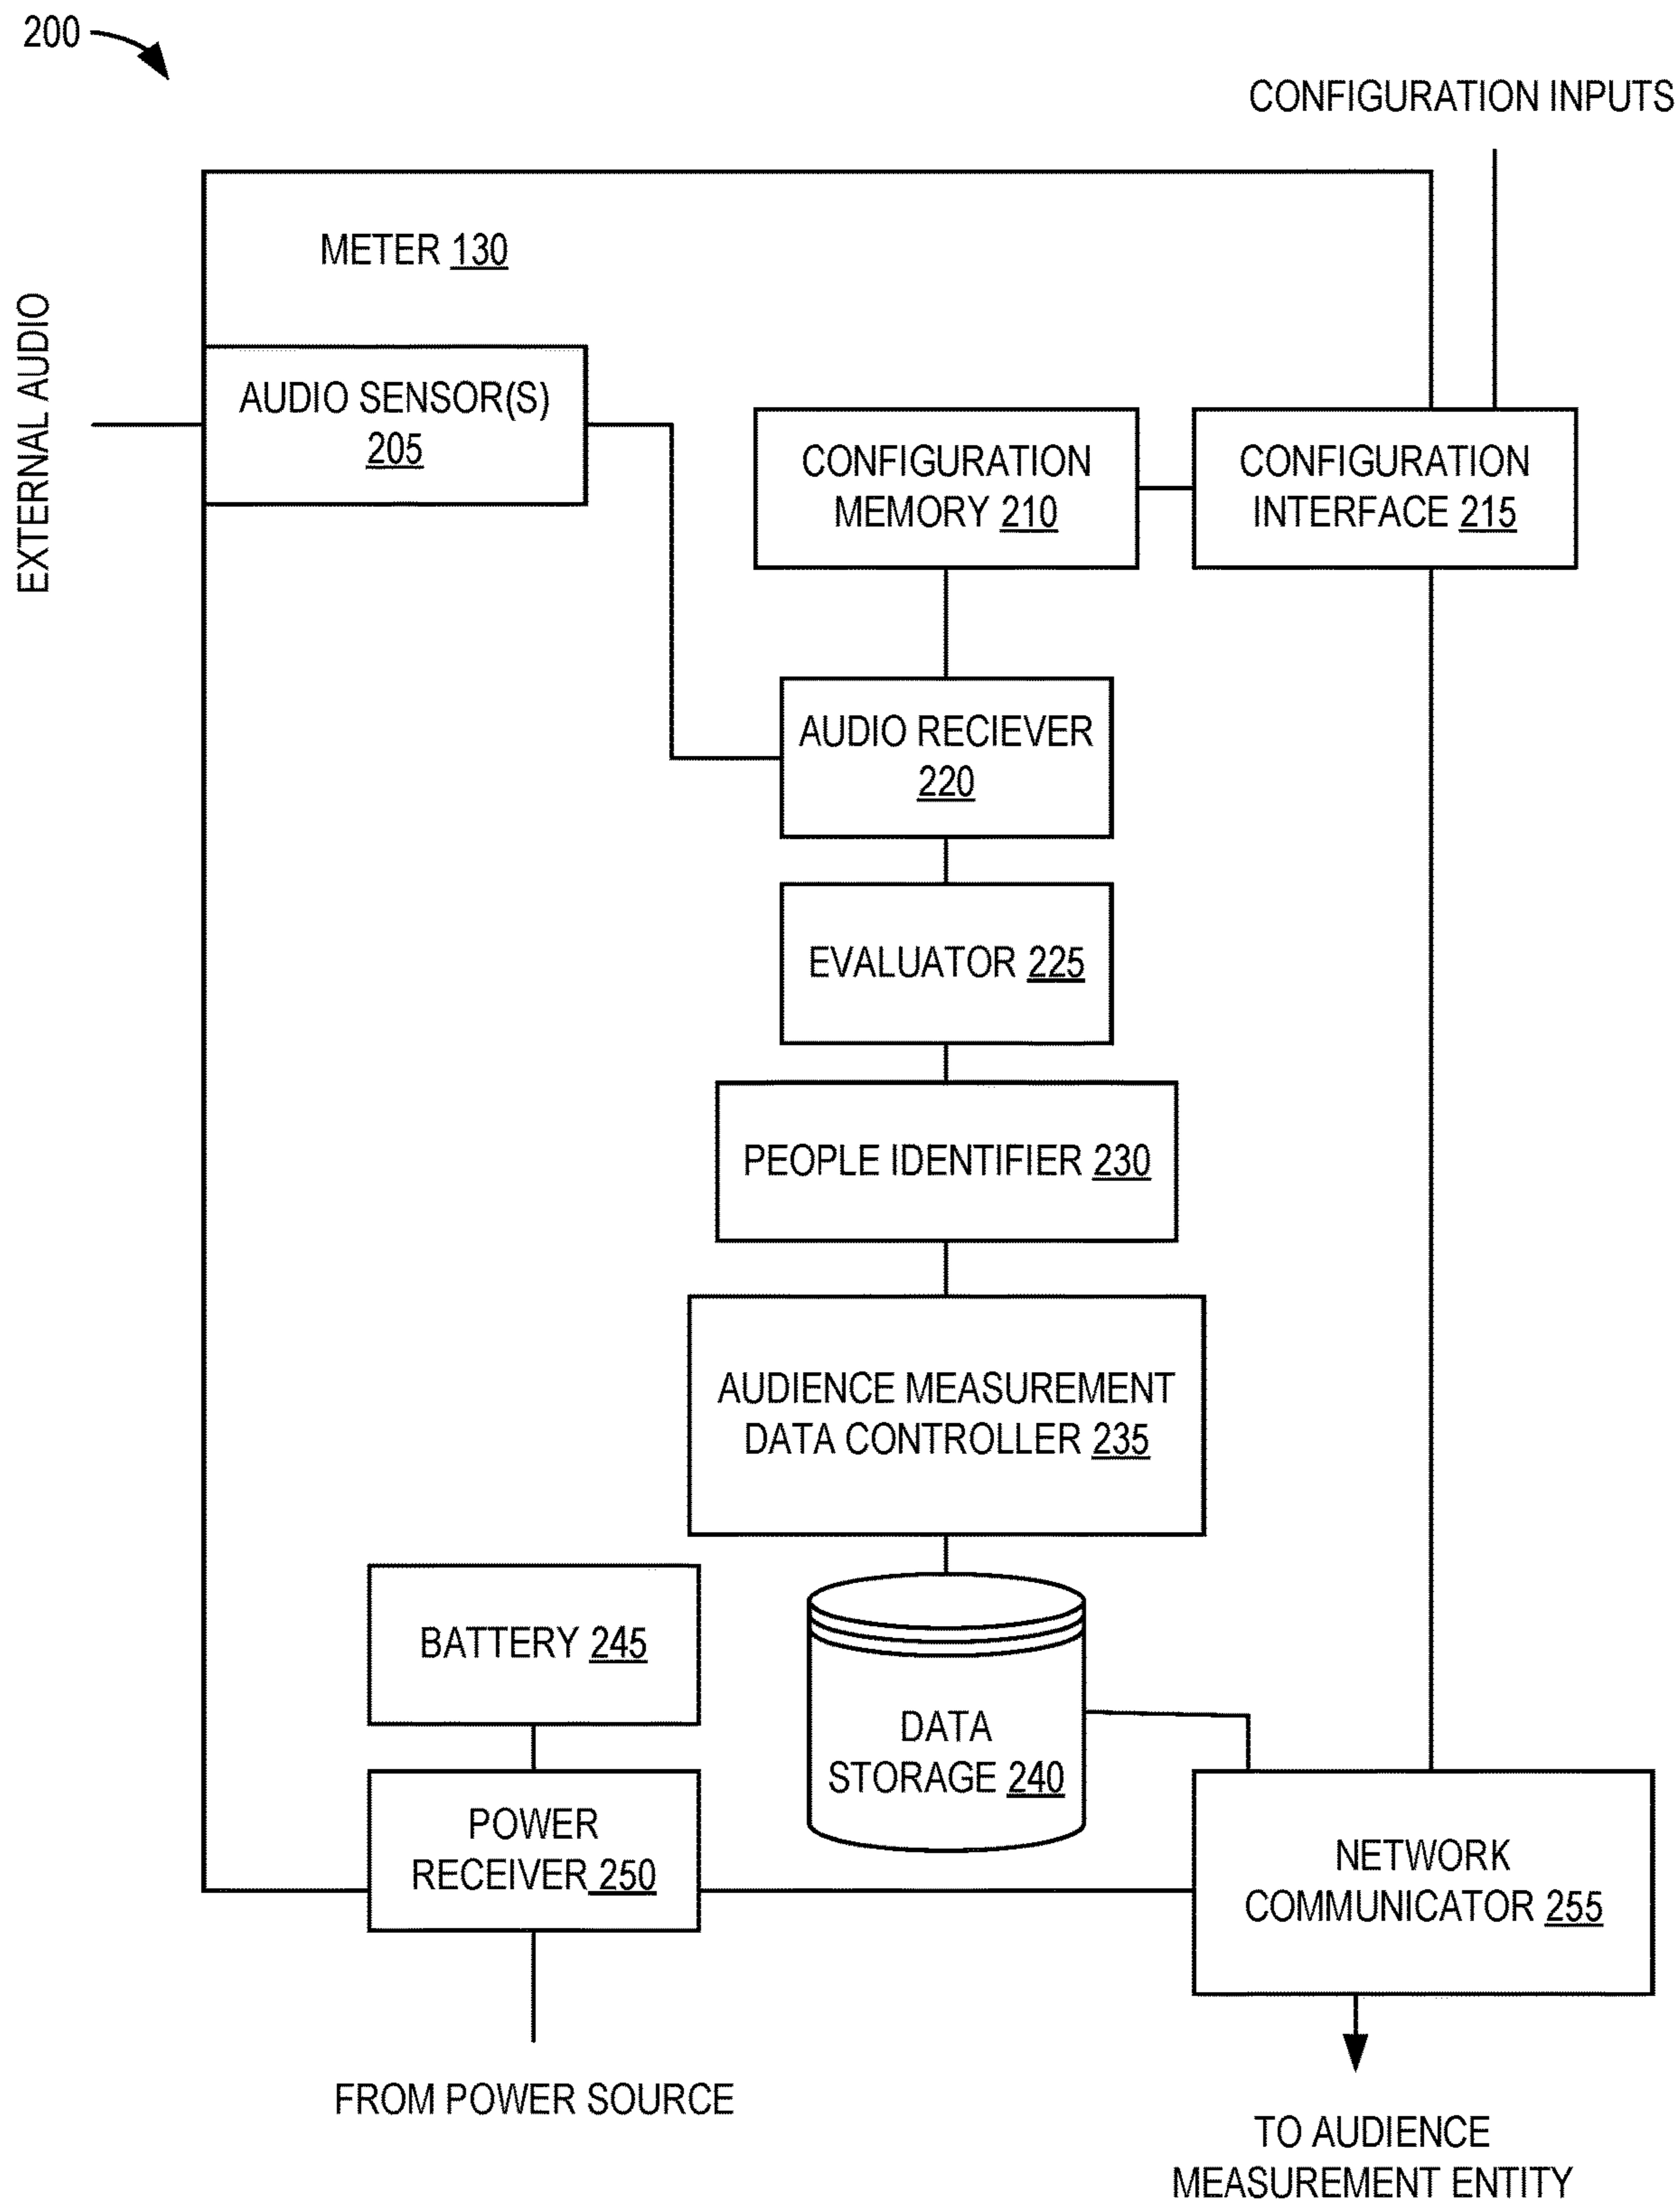 200
CONFIGURATION INPUTS
METER 130
EXTERNAL AUDIO
AUDIO SENSOR(S)
205
CONFIGURATION
MEMORY 210
CONFIGURATION
INTERFACE 215
AUDIO RECIEVER
220
EVALUATOR 225
PEOPLE IDENTIFIER 230
AUDIENCE MEASUREMENT
DATA CONTROLLER 235
BATTERY 245
DATA
STORAGE 240
POWER
RECEIVER 250
NETWORK
COMMUNICATOR 255
FROM POWER SOURCE
TO AUDIENCE
MEASUREMENT ENTITY